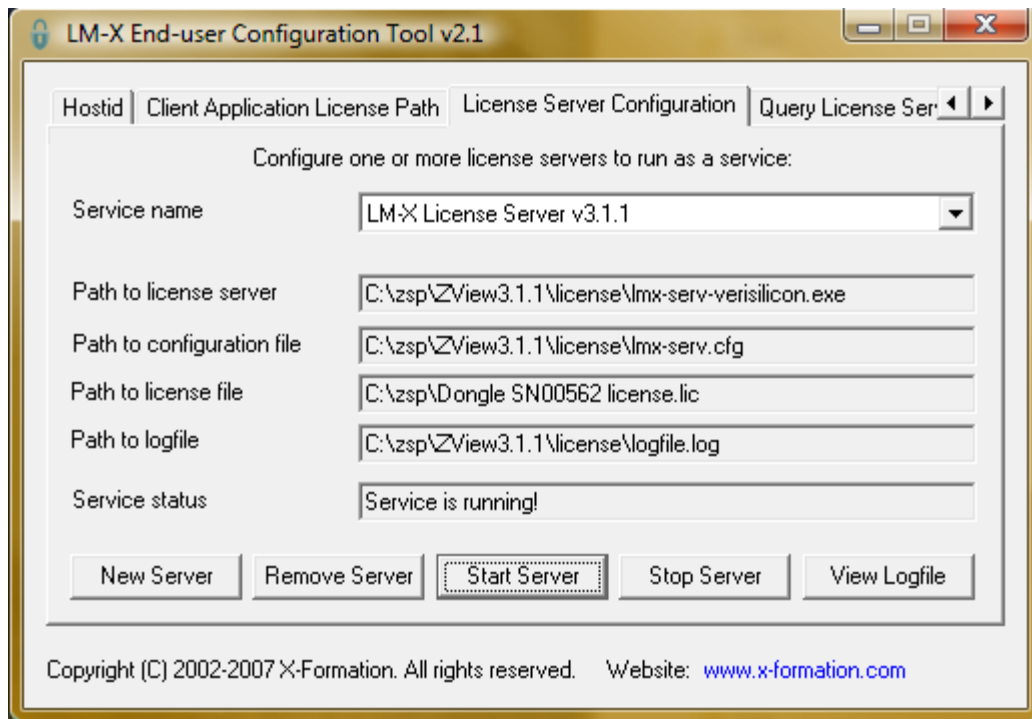 LM-X End-user Configuration Tool v2.1
Hostid Client Application License Path License Server Configuration Query License Ser
Configure one or more license servers to run as a service:
Service name LM-X License Server v3.1.1
Path to license server C:\zsp\ZView3.1.1\license\lmx-serv-verisilicon.exe
Path to configuration file C:\zsp\ZView3.1.1\license\lmx-serv.cfg
Path to license file C:\zsp\Dongle SN00562 license.lic
Path to logfile C:\zsp\ZView3.1.1\license\logfile.log
Service status Service is running!
New Server Remove Server Start Server Stop Server View Logfile
Copyright (C) 2002-2007 X-Formation. All rights reserved. Website: www.x-formation.com